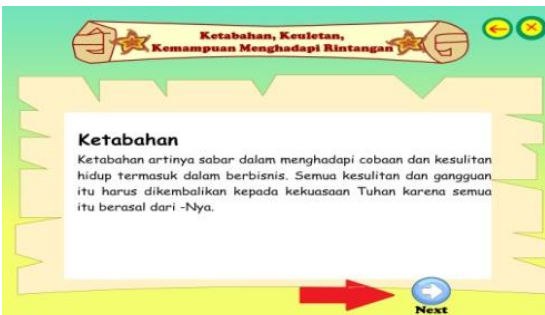 Ketabahan, Keuletan,
Kemampuan Menghadapi Rintangan
Ketabahan
Ketabahan artinya sabar dalam menghadapi cobaan dan kesulitan
hidup termasuk dalam berbisnis. Semua kesulitan dan gangguan
itu harus dikembalikan kepada kekuasaan Tuhan karena semua
itu berasal dari -Nya.
Next